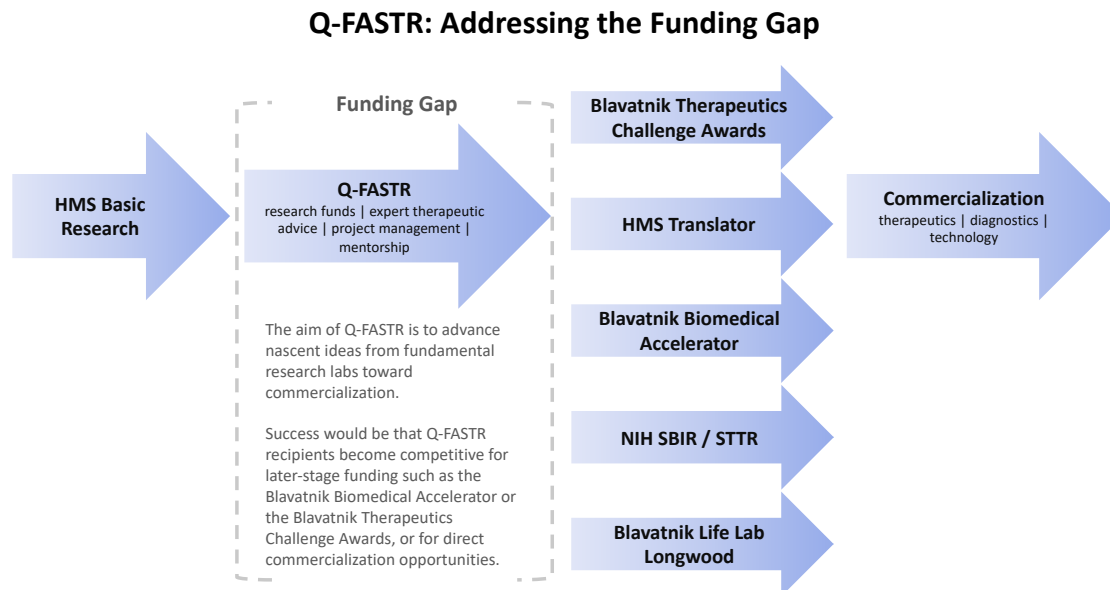 Q-FASTR: Addressing the Funding Gap
HMS Basic
Research
Funding Gap
Q-FASTR
research funds | expert therapeutic
advice | project management |
mentorship
The aim of Q-FASTR is to advance
nascent ideas from fundamental
research labs toward
commercialization.
Success would be that Q-FASTR
recipients become competitive for
later-stage funding such as the
Blavatnik Biomedical Accelerator or
the Blavatnik Therapeutics
Challenge Awards, or for direct
commercialization opportunities.
Blavatnik Therapeutics
Challenge Awards
HMS Translator
Blavatnik Biomedical
Accelerator
NIH SBIR / STTR
Blavatnik Life Lab
Longwood
Commercialization
therapeutics | diagnostics |
technology